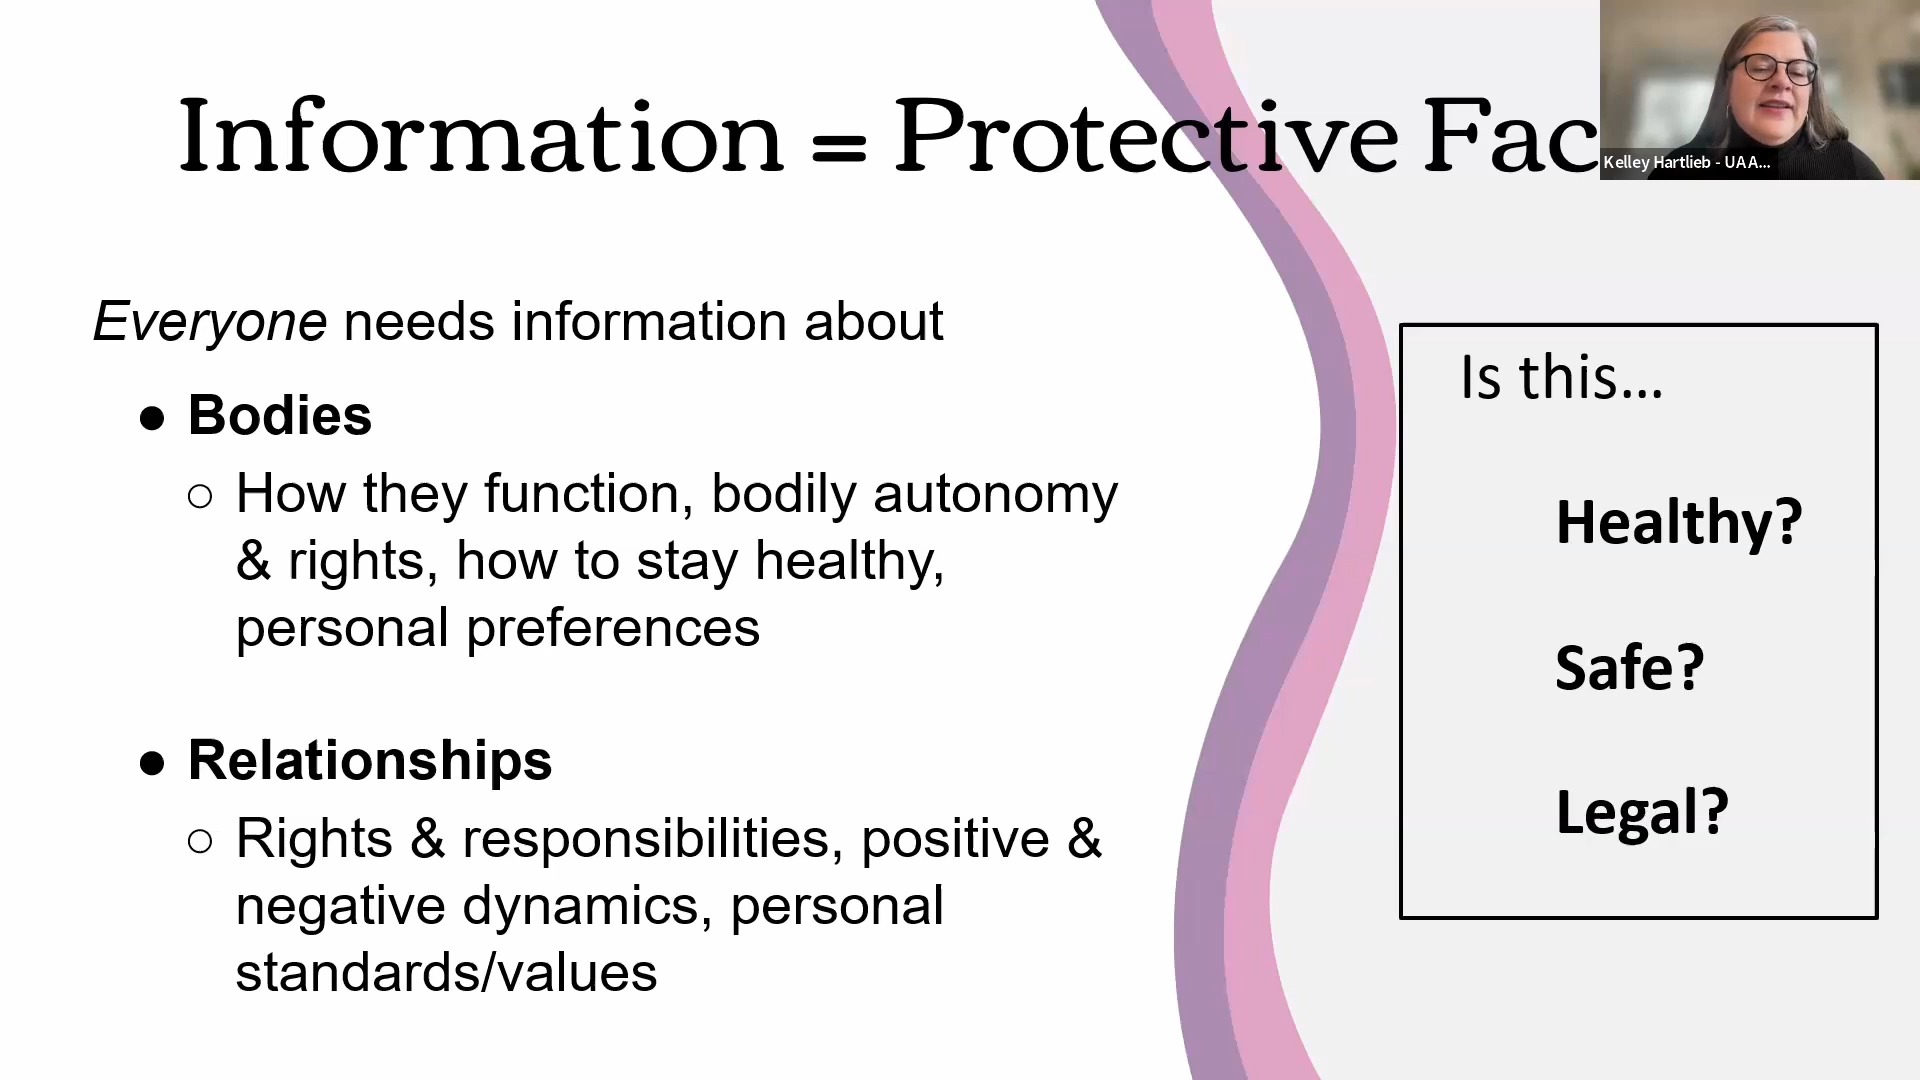 Information = Protective Fac
Kelley Hartlieb - UAA...
Everyone needs information about
● Bodies
○ How they function, bodily autonomy
& rights, how to stay healthy,
personal preferences
● Relationships
○ Rights & responsibilities, positive &
negative dynamics, personal
standards/values
Is this…
Healthy?
Safe?
Legal?